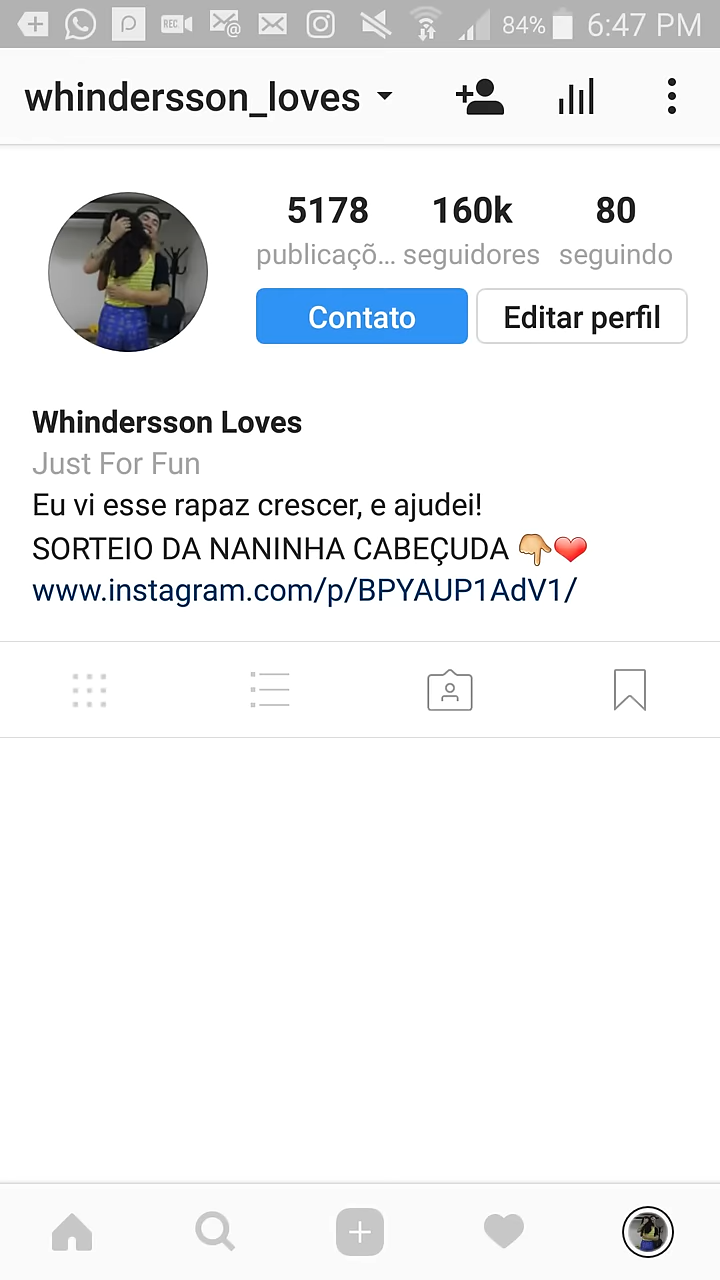 REC 84% 6:47 PM
whindersson_loves
5178 160k 80
publicaçõ... seguidores seguindo
Contato Editar perfil
Whindersson Loves
Just For Fun
Eu vi esse rapaz crescer, e ajudei!
SORTEIO DA NANINHA CABEÇUDA 👇❤
www.instagram.com/p/BPYAUP1AdV1/